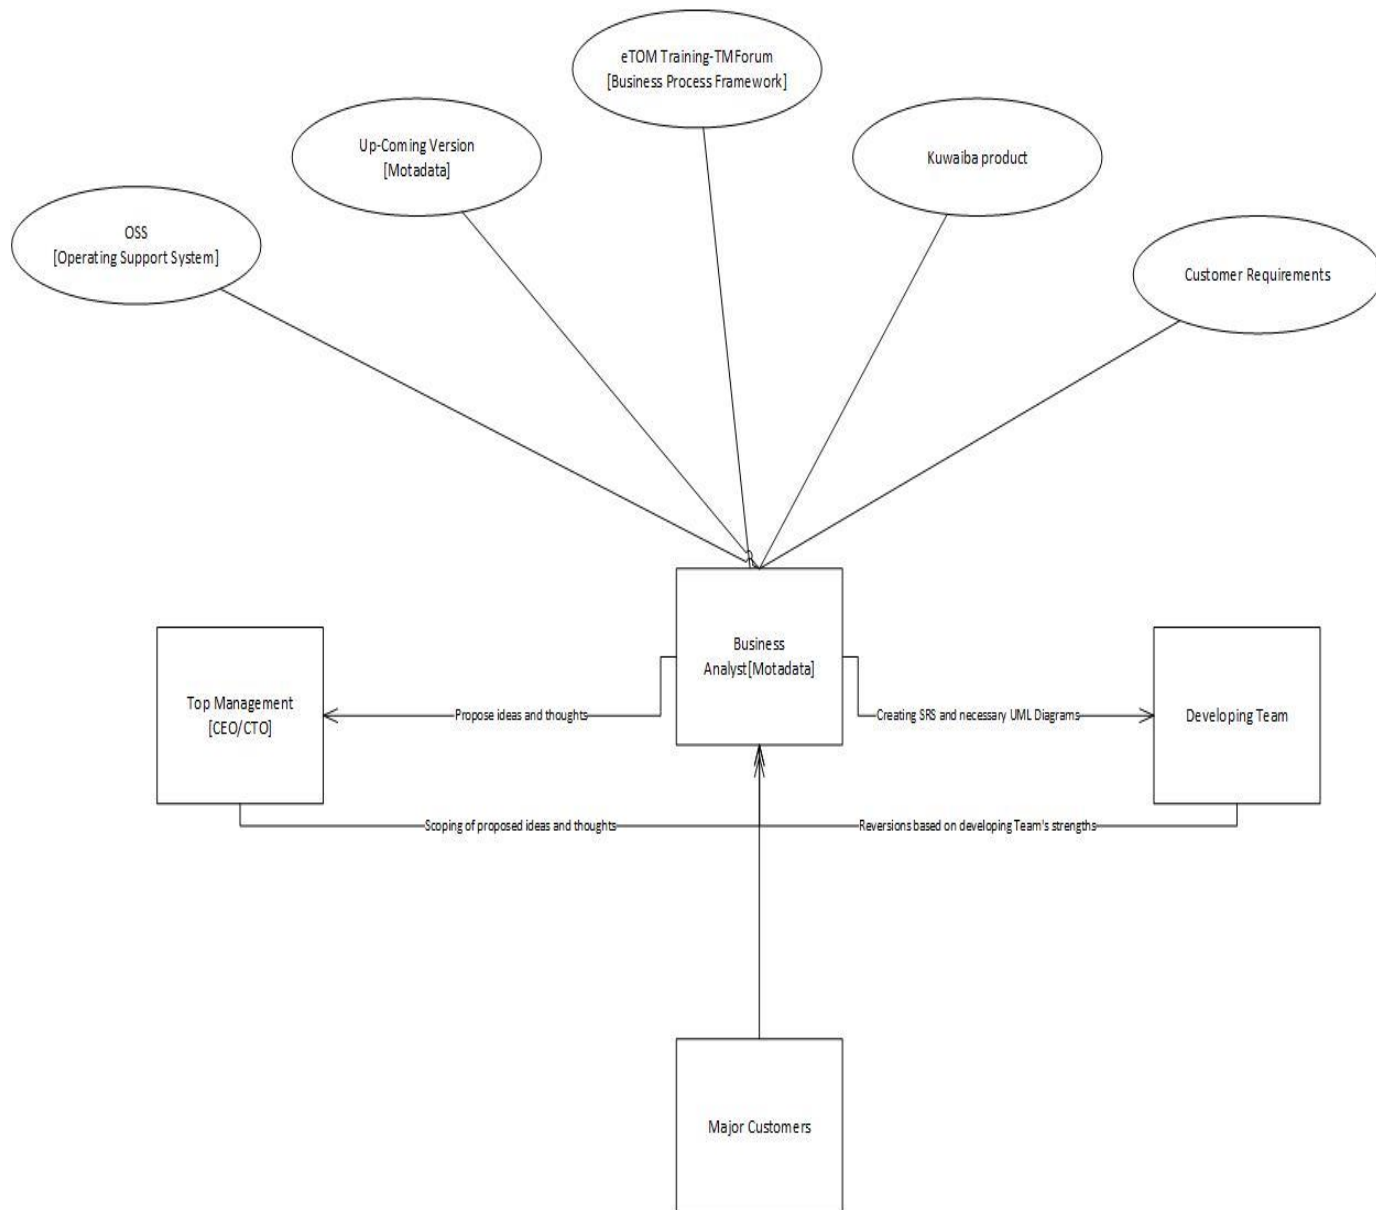 eTOM Training-TMForum
[Business Process Framework]
Up-Coming Version
[Motadata]
Kuwaiba product
OSS
[Operating Support System]
Customer Requirements
Business
Analyst[Motadata]
Top Management
[CEO/CTO]
Propose ideas and thoughts
Creating SRS and necessary UML Diagrams
Developing Team
Scoping of proposed ideas and thoughts
Reversions based on developing Team's strengths
Major Customers